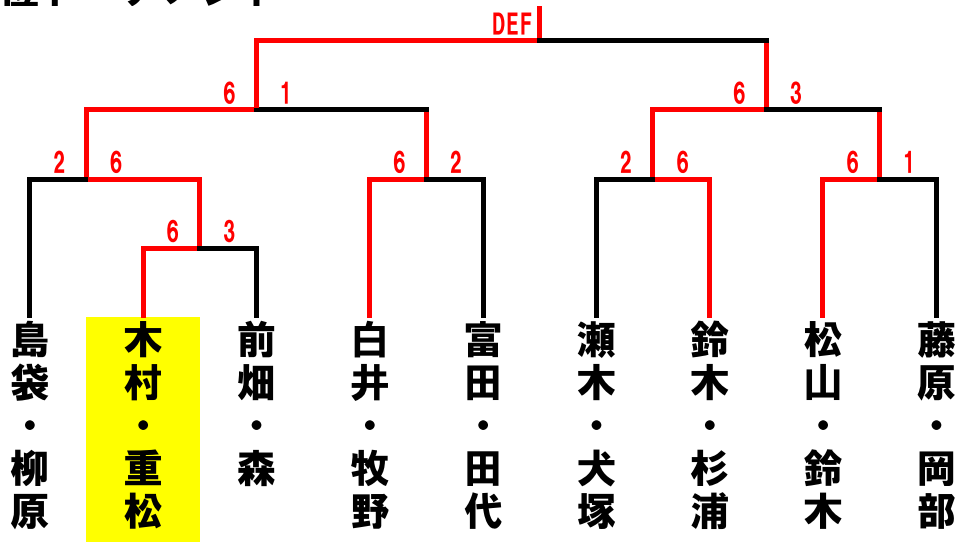 DEF
6 1
6 3
2 6
6 2
2 6
6 1
6 3
島袋・柳原
木村・重松
前畑・森
白井・牧野
富田・田代
瀬木・犬塚
鈴木・杉浦
松山・鈴木
藤原・岡部